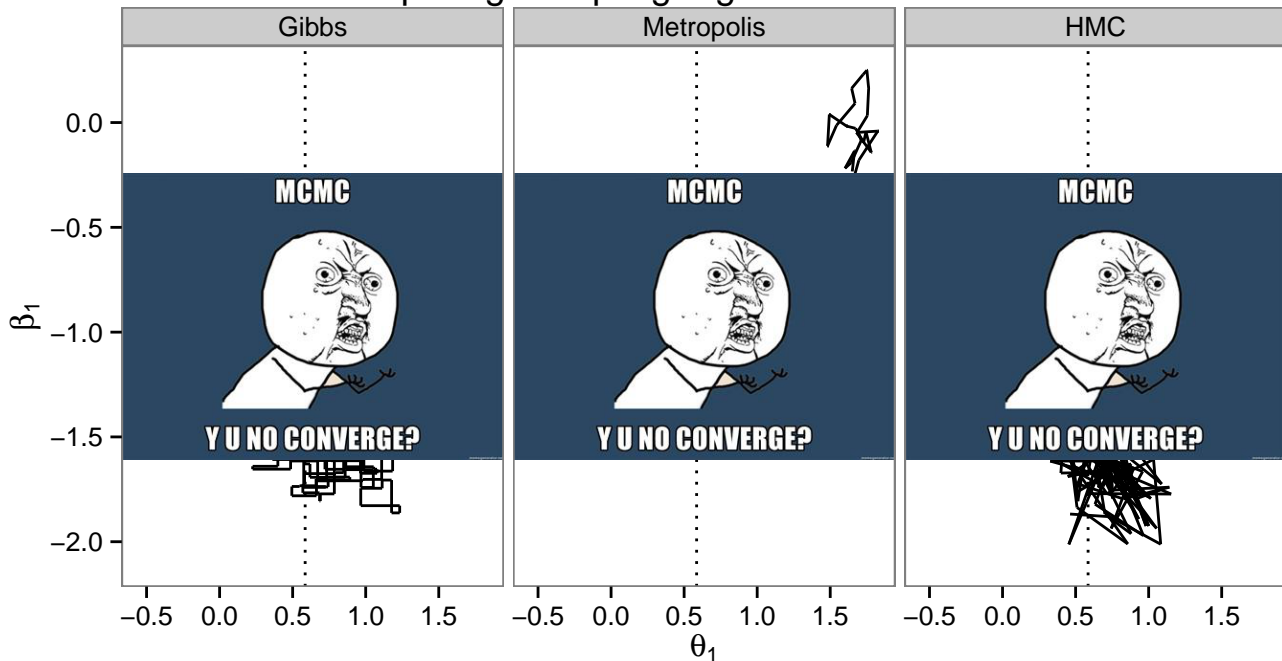 Gibbs Metropolis HMC
0.0
MCMC MCMC MCMC
−0.5
β1
−1.0
−1.5
Y U NO CONVERGE? Y U NO CONVERGE? Y U NO CONVERGE?
−2.0
−0.5 0.0 0.5 1.0 1.5 −0.5 0.0 0.5 1.0 1.5 −0.5 0.0 0.5 1.0 1.5
θ1